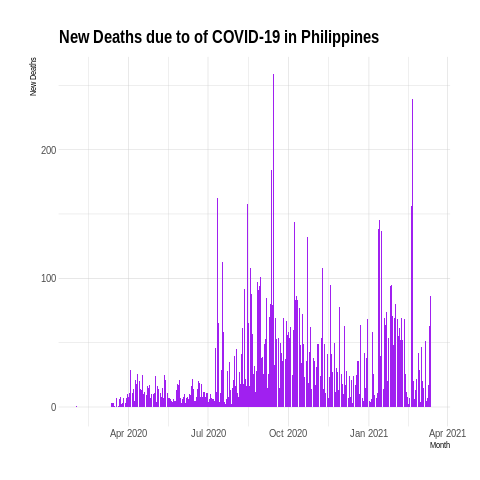 New Deaths due to of COVID-19 in Philippines
New Deaths
200
100
0
Apr 2020
Jul 2020
Oct 2020
Jan 2021
Apr 2021
Month